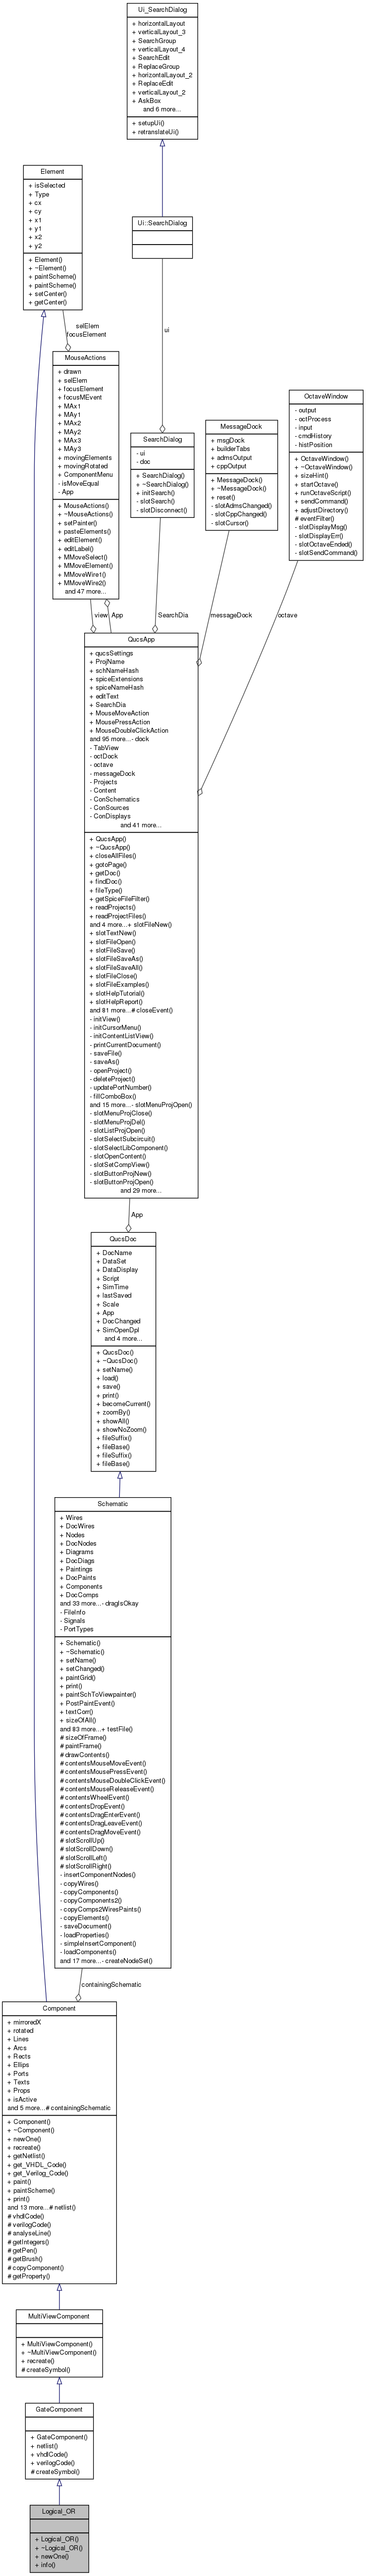 Ui_SearchDialog
+ horizontalLayout
+ verticalLayout_3
+ SearchGroup
+ verticalLayout_4
+ SearchEdit
+ ReplaceGroup
+ horizontalLayout_2
+ ReplaceEdit
+ verticalLayout_2
+ AskBox
and 6 more...
+ setupUi()
+ retranslateUi()
Element
+ isSelected
+ Type
+ cx
+ cy
+ x1
+ y1
+ x2
+ y2
+ Element()
+ ~Element()
+ paintScheme()
+ paintScheme()
+ setCenter()
+ getCenter()
Ui::SearchDialog
ui
selElem
focusElement
MouseActions
+ drawn
+ selElem
+ focusElement
+ focusMEvent
+ MAx1
+ MAy1
+ MAx2
+ MAy2
+ MAx3
+ MAy3
+ movingElements
+ movingRotated
+ ComponentMenu
- isMoveEqual
- App
+ MouseActions()
+ ~MouseActions()
+ setPainter()
+ pasteElements()
+ editElement()
+ editLabel()
+ MMoveSelect()
+ MMoveElement()
+ MMoveWire1()
+ MMoveWire2()
and 47 more...
SearchDialog
- ui
- doc
+ SearchDialog()
+ ~SearchDialog()
+ initSearch()
- slotSearch()
- slotDisconnect()
MessageDock
+ msgDock
+ builderTabs
+ admsOutput
+ cppOutput
+ MessageDock()
+ ~MessageDock()
+ reset()
- slotAdmsChanged()
- slotCppChanged()
- slotCursor()
OctaveWindow
- output
- octProcess
- input
- cmdHistory
- histPosition
+ OctaveWindow()
+ ~OctaveWindow()
+ sizeHint()
+ startOctave()
+ runOctaveScript()
+ sendCommand()
+ adjustDirectory()
# eventFilter()
- slotDisplayMsg()
- slotDisplayErr()
- slotOctaveEnded()
- slotSendCommand()
view
App
SearchDia
messageDock
octave
QucsApp
+ qucsSettings
+ ProjName
+ schNameHash
+ spiceExtensions
+ spiceNameHash
+ editText
+ SearchDia
+ MouseMoveAction
+ MousePressAction
+ MouseDoubleClickAction
and 95 more...- dock
- TabView
- octDock
- octave
- messageDock
- Projects
- Content
- ConSchematics
- ConSources
- ConDisplays
and 41 more...
+ QucsApp()
+ ~QucsApp()
+ closeAllFiles()
+ gotoPage()
+ getDoc()
+ findDoc()
+ fileType()
+ getSpiceFileFilter()
+ readProjects()
+ readProjectFiles()
and 4 more...+ slotFileNew()
+ slotTextNew()
+ slotFileOpen()
+ slotFileSave()
+ slotFileSaveAs()
+ slotFileSaveAll()
+ slotFileClose()
+ slotFileExamples()
+ slotHelpTutorial()
+ slotHelpReport()
and 81 more...# closeEvent()
- initView()
- initCursorMenu()
- initContentListView()
- printCurrentDocument()
- saveFile()
- saveAs()
- openProject()
- deleteProject()
- updatePortNumber()
- fillComboBox()
and 15 more...- slotMenuProjOpen()
- slotMenuProjClose()
- slotMenuProjDel()
- slotListProjOpen()
- slotSelectSubcircuit()
- slotSelectLibComponent()
- slotOpenContent()
- slotSetCompView()
- slotButtonProjNew()
- slotButtonProjOpen()
and 29 more...
App
QucsDoc
+ DocName
+ DataSet
+ DataDisplay
+ Script
+ SimTime
+ lastSaved
+ Scale
+ App
+ DocChanged
+ SimOpenDpl
and 4 more...
+ QucsDoc()
+ ~QucsDoc()
+ setName()
+ load()
+ save()
+ print()
+ becomeCurrent()
+ zoomBy()
+ showAll()
+ showNoZoom()
+ fileSuffix()
+ fileBase()
+ fileSuffix()
+ fileBase()
Schematic
+ Wires
+ DocWires
+ Nodes
+ DocNodes
+ Diagrams
+ DocDiags
+ Paintings
+ DocPaints
+ Components
+ DocComps
and 33 more...- dragIsOkay
- FileInfo
- Signals
- PortTypes
+ Schematic()
+ ~Schematic()
+ setName()
+ setChanged()
+ paintGrid()
+ print()
+ paintSchToViewpainter()
+ PostPaintEvent()
+ textCorr()
+ sizeOfAll()
and 83 more...+ testFile()
# sizeOfFrame()
# paintFrame()
# drawContents()
# contentsMouseMoveEvent()
# contentsMousePressEvent()
# contentsMouseDoubleClickEvent()
# contentsMouseReleaseEvent()
# contentsWheelEvent()
# contentsDropEvent()
# contentsDragEnterEvent()
# contentsDragLeaveEvent()
# contentsDragMoveEvent()
# slotScrollUp()
# slotScrollDown()
# slotScrollLeft()
# slotScrollRight()
- insertComponentNodes()
- copyWires()
- copyComponents()
- copyComponents2()
- copyComps2WiresPaints()
- copyElements()
- saveDocument()
- loadProperties()
- simpleInsertComponent()
- loadComponents()
and 17 more...- createNodeSet()
containingSchematic
Component
+ mirroredX
+ rotated
+ Lines
+ Arcs
+ Rects
+ Ellips
+ Ports
+ Texts
+ Props
+ isActive
and 5 more...# containingSchematic
+ Component()
+ ~Component()
+ newOne()
+ recreate()
+ getNetlist()
+ get_VHDL_Code()
+ get_Verilog_Code()
+ paint()
+ paintScheme()
+ print()
and 13 more...# netlist()
# vhdlCode()
# verilogCode()
# analyseLine()
# getIntegers()
# getPen()
# getBrush()
# copyComponent()
# getProperty()
MultiViewComponent
+ MultiViewComponent()
+ ~MultiViewComponent()
+ recreate()
# createSymbol()
GateComponent
+ GateComponent()
+ netlist()
+ vhdlCode()
+ verilogCode()
# createSymbol()
Logical_OR
+ Logical_OR()
+ ~Logical_OR()
+ newOne()
+ info()